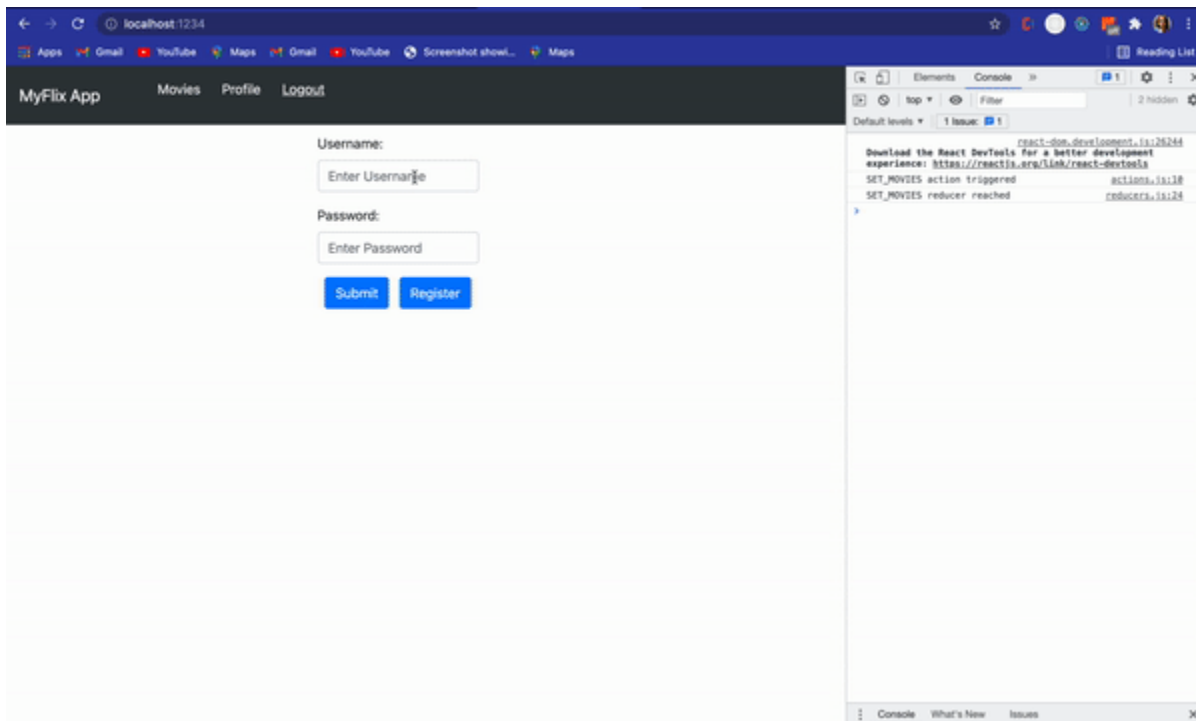 localhost:1234
Apps Gmail YouTube Maps Gmail YouTube Screenshot showi... Maps Reading List
MyFlix App Movies Profile Logout
Elements Console » 1
top ▼ Filter 2 hidden
Default levels ▼ 1 Issue: 1
Username:
Enter Username
Password:
Enter Password
Submit Register
react-dom.development.js:26244
Download the React DevTools for a better development
experience: https://reactjs.org/link/react-devtools
SET_MOVIES action triggered actions.js:10
SET_MOVIES reducer reached reducers.js:24
Console What's New Issues